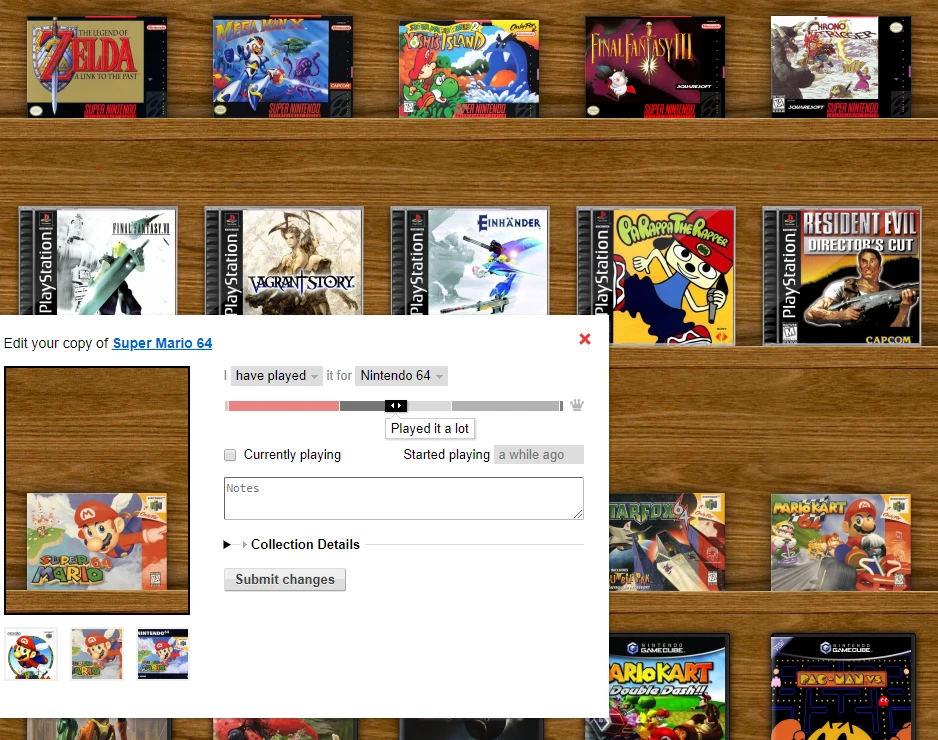 THE LEGEND OF
ZELDA
A LINK TO THE PAST
SUPER NINTENDO
MEGA MAN X
CAPCOM
SUPER NINTENDO
SUPER MARIO WORLD 2
YOSHI'S ISLAND
Only For
FINAL FANTASY III
SQUARESOFT
SUPER NINTENDO
CHRONO
TRIGGER
SQUARESOFT
SUPER NINTENDO
PlayStation
FINAL FANTASY VII
PlayStation
VAGRANT STORY
PlayStation
EINHÄNDER
PlayStation
PARAPPA THE RAPPER
PlayStation
RESIDENT EVIL
DIRECTOR'S CUT
CAPCOM
Edit your copy of Super Mario 64
I have played it for Nintendo 64
Played it a lot
Currently playing Started playing a while ago
Notes
Collection Details
Submit changes
SUPER
MARIO 64
STARFOX 64
RUMBLE PAK
MARIO KART
64
NINTENDO
GAMECUBE
MARIO KART
Double Dash!!
NINTENDO
GAMECUBE
PAC-MAN VS.